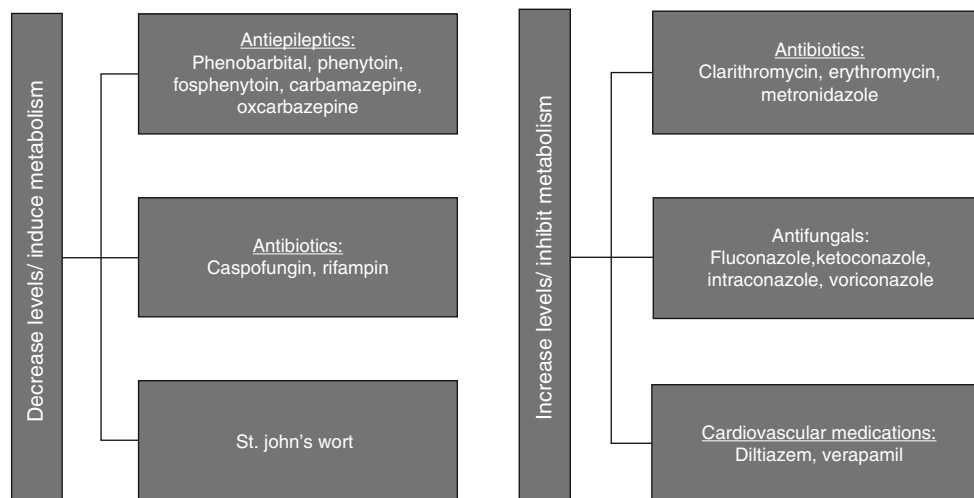 Decrease levels/ induce metabolism
Antiepileptics:
Phenobarbital, phenytoin,
fosphenytoin, carbamazepine,
oxcarbazepine
Antibiotics:
Caspofungin, rifampin
St. john's wort
Increase levels/ inhibit metabolism
Antibiotics:
Clarithromycin, erythromycin,
metronidazole
Antifungals:
Fluconazole,ketoconazole,
intraconazole, voriconazole
Cardiovascular medications:
Diltiazem, verapamil